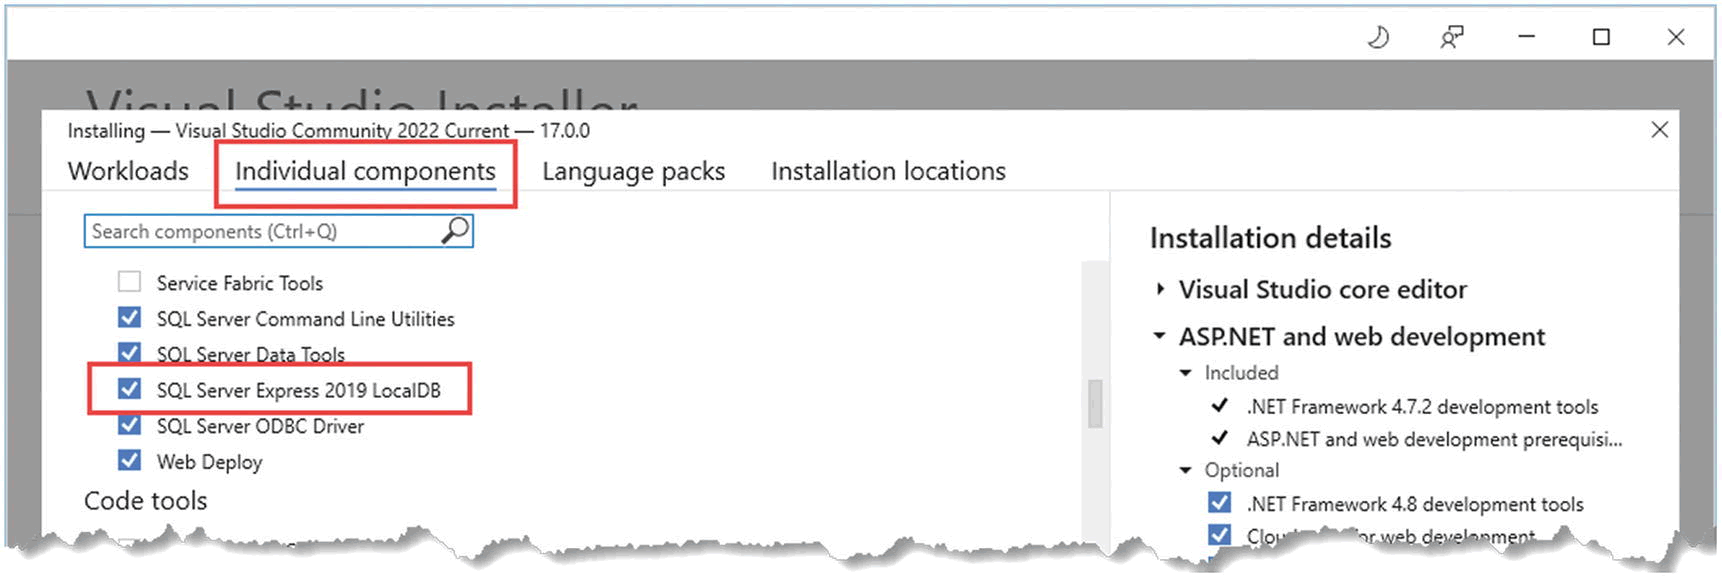 Visual Studio Installer
Installing — Visual Studio Community 2022 Current — 17.0.0
Workloads Individual components Language packs Installation locations
Search components (Ctrl+Q)
Service Fabric Tools
SQL Server Command Line Utilities
SQL Server Data Tools
SQL Server Express 2019 LocalDB
SQL Server ODBC Driver
Web Deploy
Code tools
Installation details
Visual Studio core editor
ASP.NET and web development
Included
.NET Framework 4.7.2 development tools
ASP.NET and web development prerequisi...
Optional
.NET Framework 4.8 development tools
web development